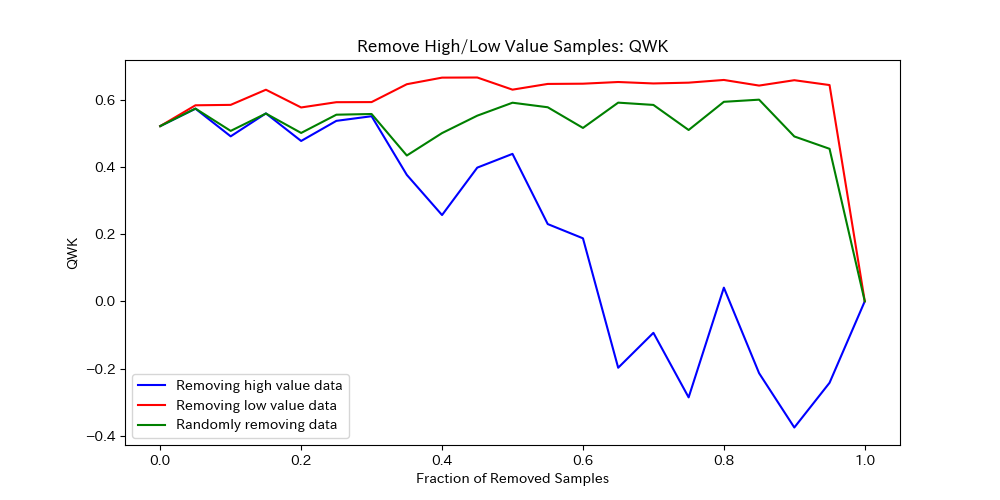 Remove High/Low Value Samples: QWK
QWK
0.6
0.4
0.2
0.0
−0.2
−0.4
Removing high value data
Removing low value data
Randomly removing data
0.0 0.2 0.4 0.6 0.8 1.0
Fraction of Removed Samples